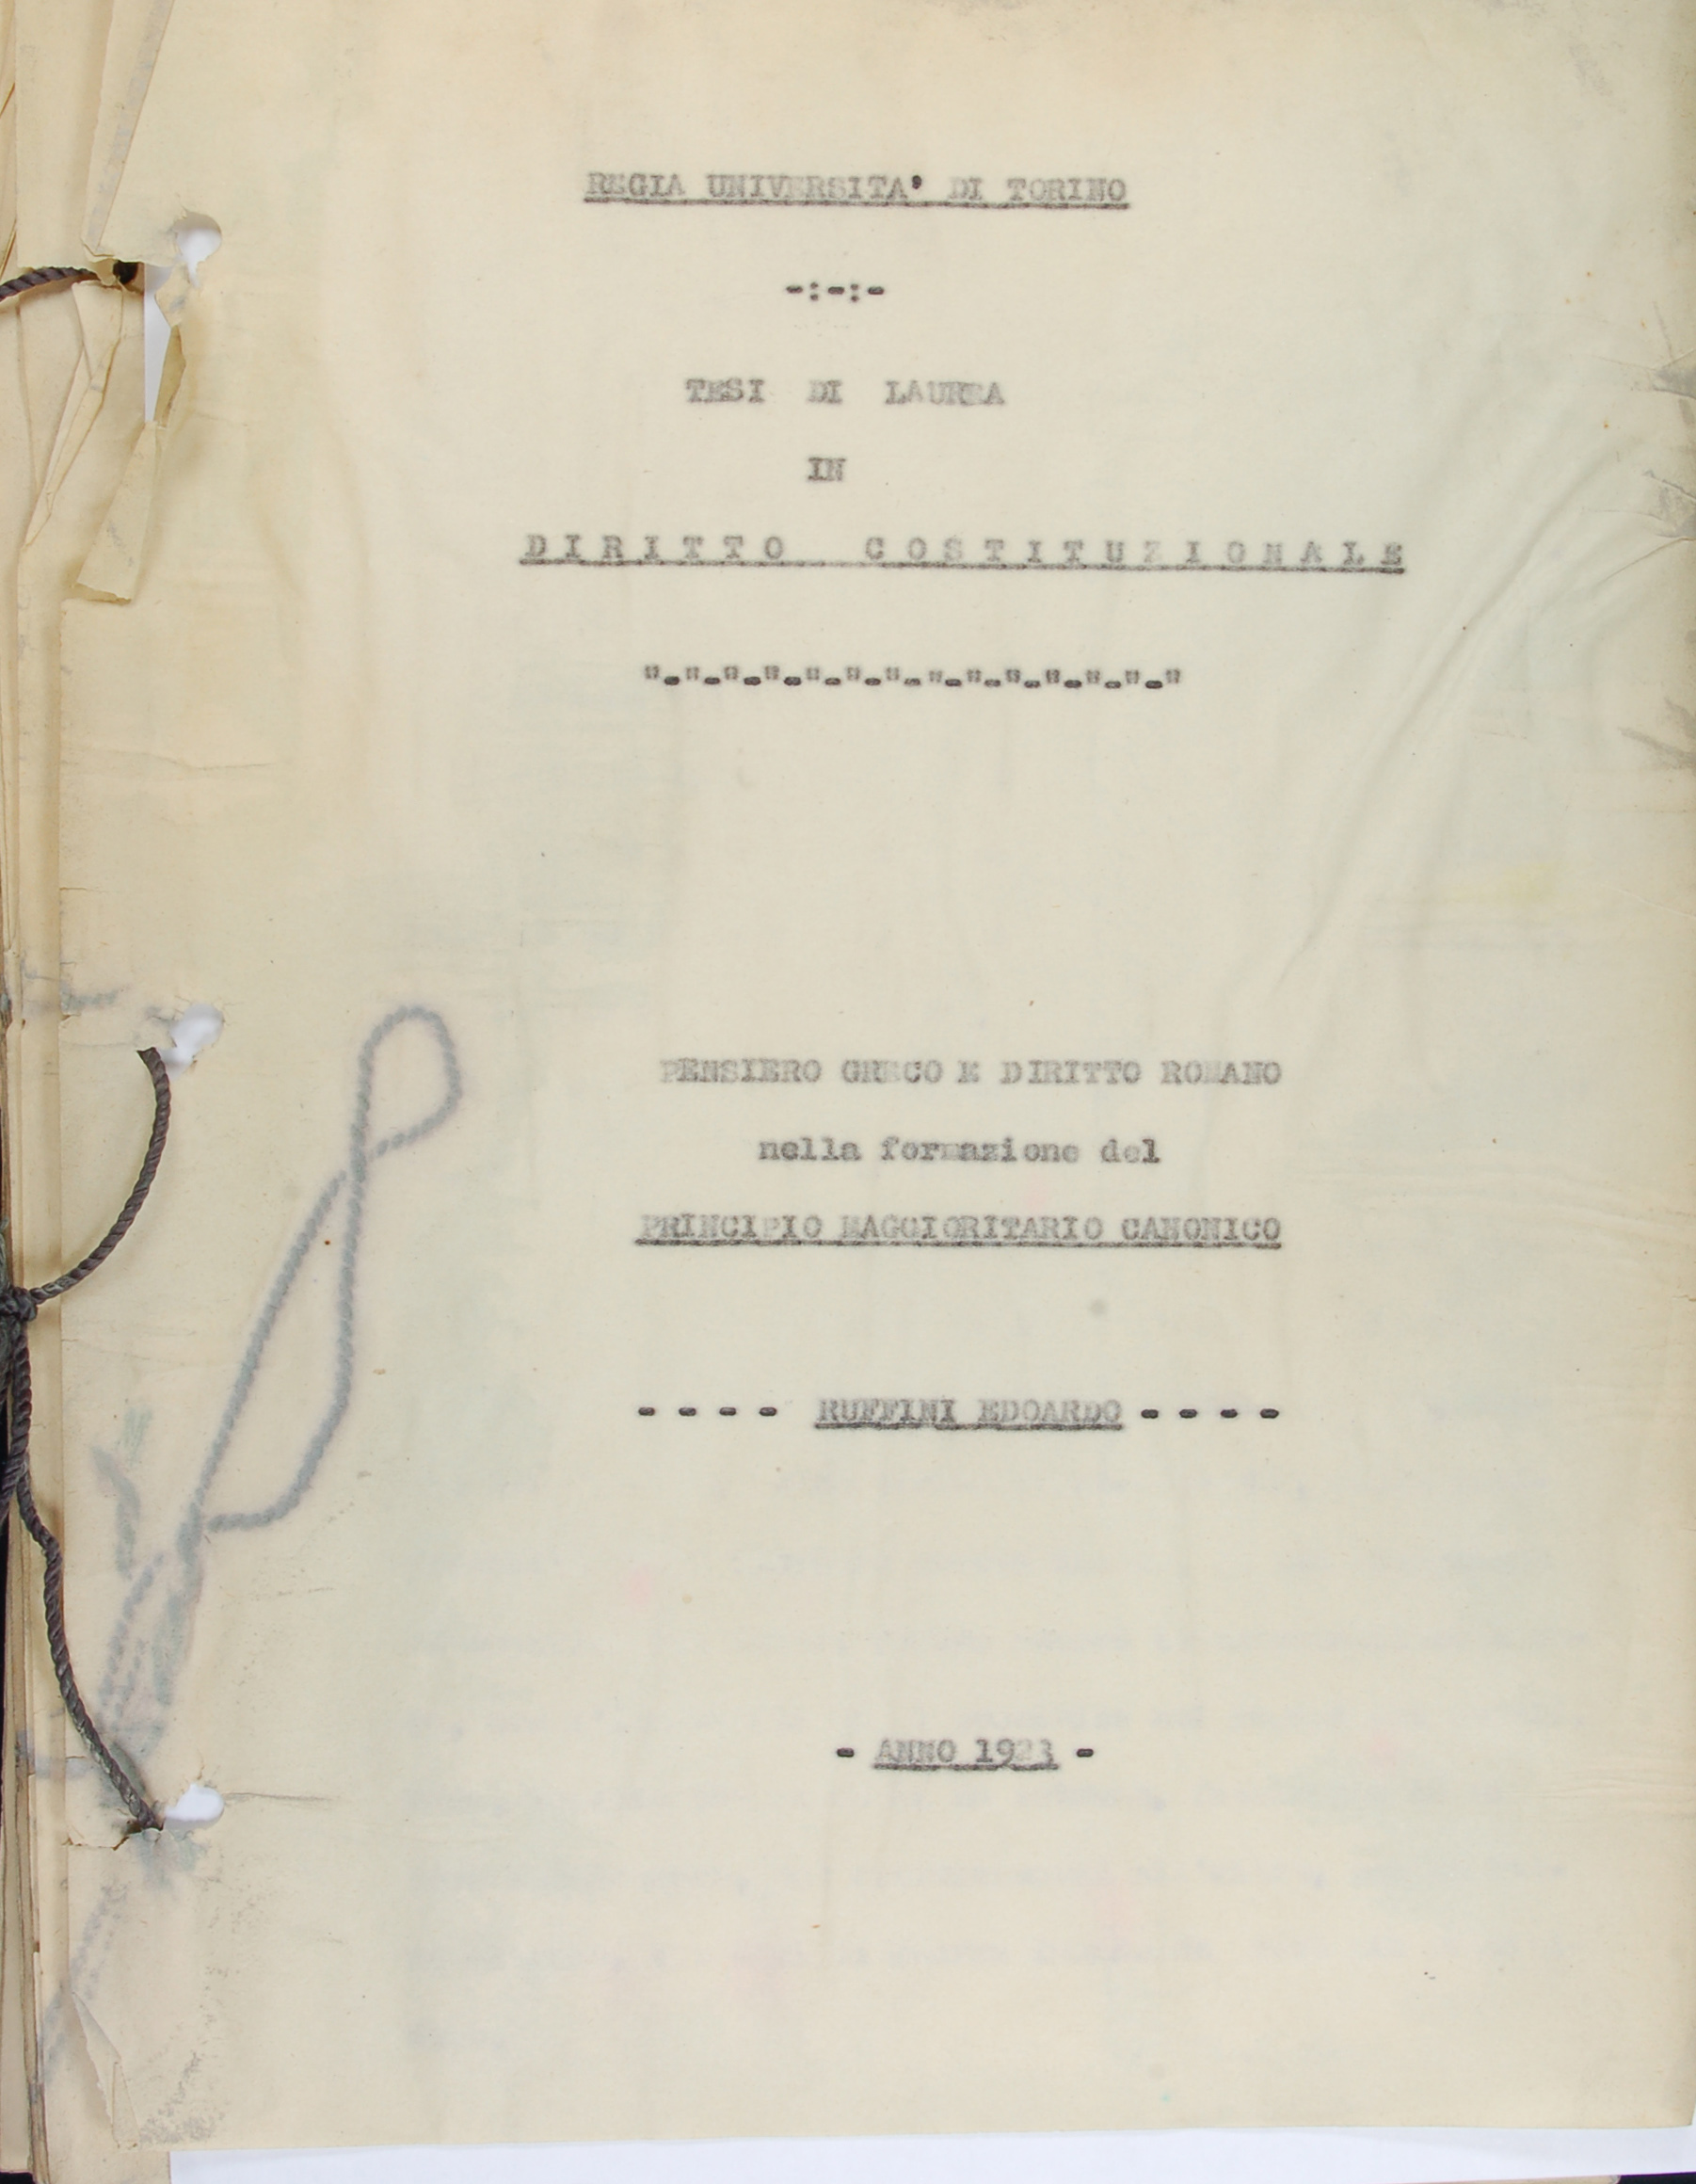 REGIA UNIVERSITA' DI TORINO
-:-:-
TESI DI LAUREA
IN
DIRITTO COSTITUZIONALE
"-"-"-"-"-"-"-"-"-"-"-"-"-"
PENSIERO GRECO E DIRITTO ROMANO
nella formazione del
PRINCIPIO MAGGIORITARIO CANONICO
- - - - RUFFINI EDOARDO - - - -
- ANNO 1923 -